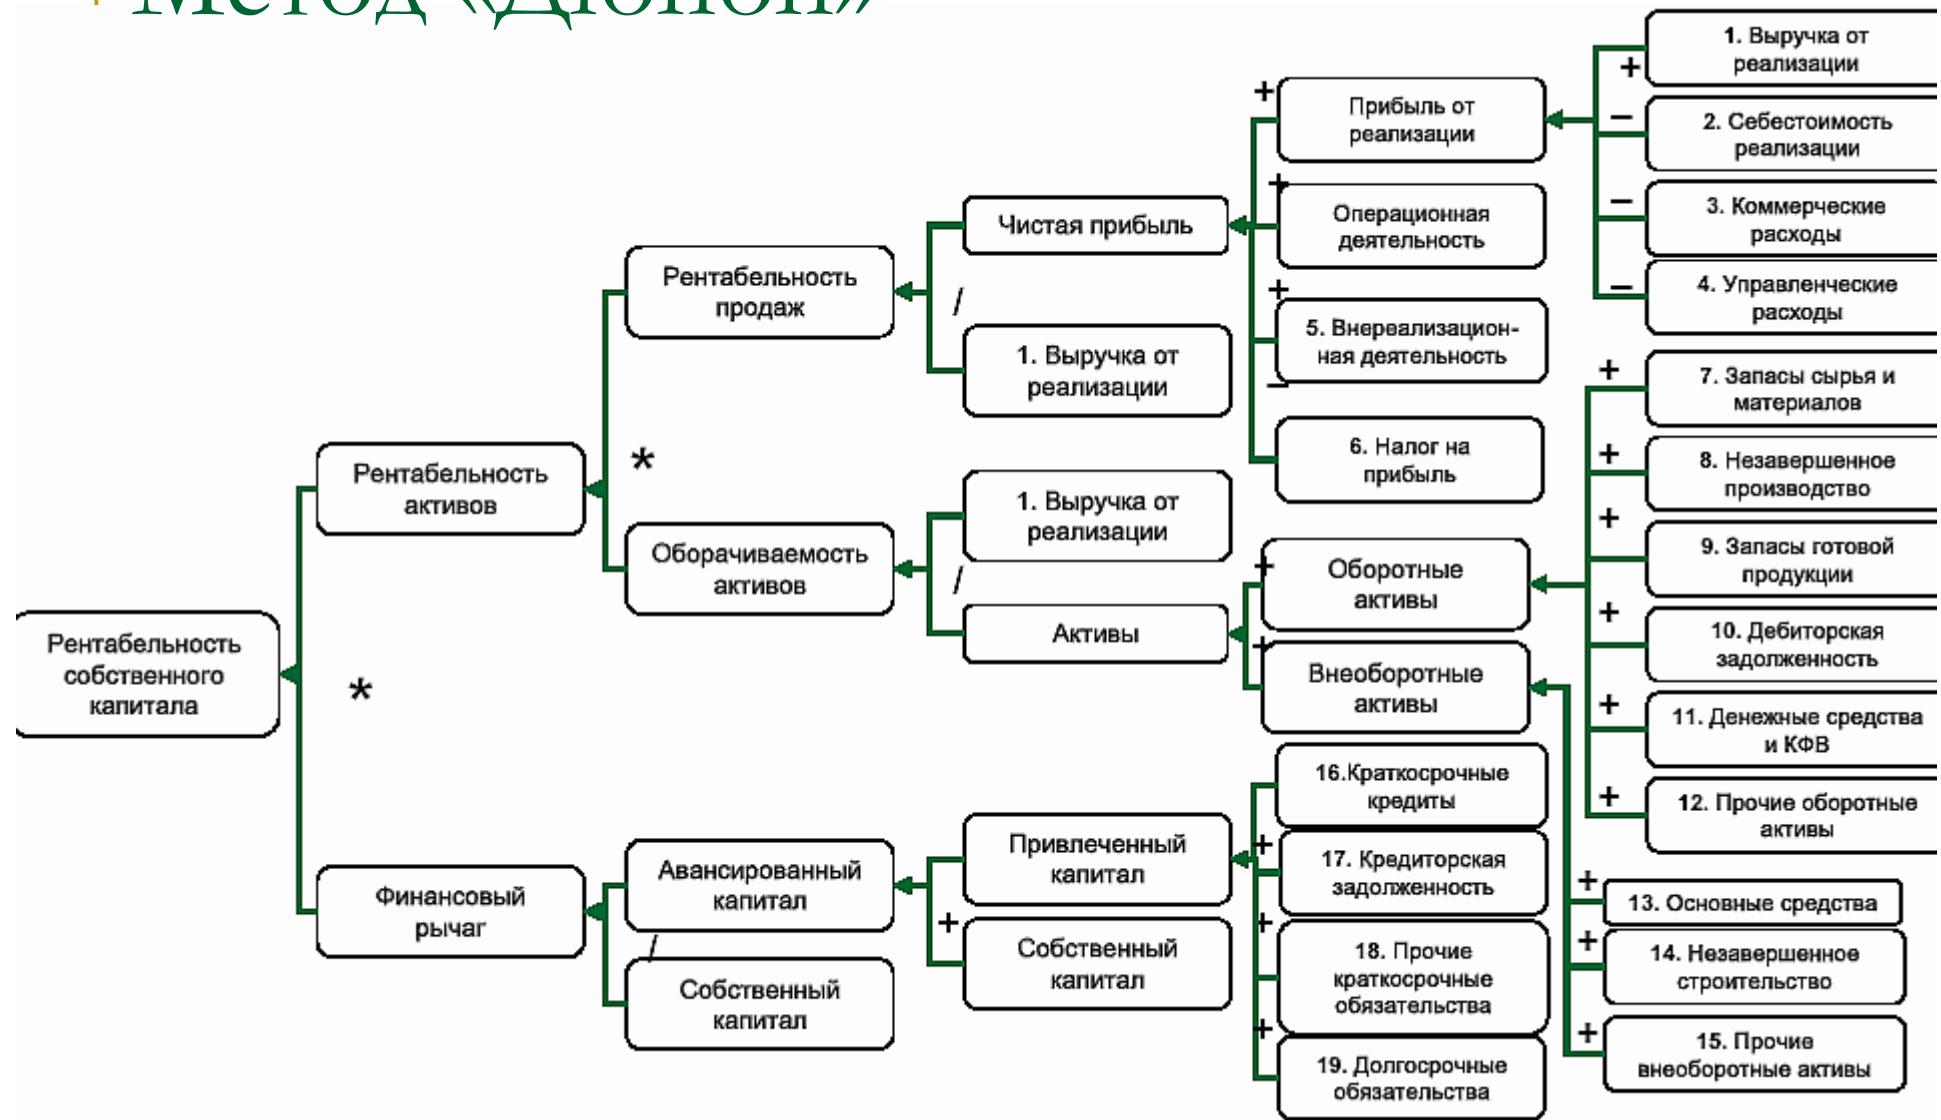 Метод «Дюпон»
Рентабельность
собственного
капитала
*
Рентабельность
активов
Финансовый
рычаг
*
Рентабельность
продаж
Оборачиваемость
активов
Авансированный
капитал
/
Собственный
капитал
Чистая прибыль
/
1. Выручка от
реализации
1. Выручка от
реализации
/
Активы
Привлеченный
капитал
+
Собственный
капитал
+
Прибыль от
реализации
+
Операционная
деятельность
+
5. Внереализацион-
ная деятельность
–
6. Налог на
прибыль
+
Оборотные
активы
+
Внеоборотные
активы
16.Краткосрочные
кредиты
+
17. Кредиторская
задолженность
+
18. Прочие
краткосрочные
обязательства
+
19. Долгосрочные
обязательства
1. Выручка от
реализации
+
–
2. Себестоимость
реализации
–
3. Коммерческие
расходы
–
4. Управленческие
расходы
+
7. Запасы сырья и
материалов
+
8. Незавершенное
производство
+
9. Запасы готовой
продукции
+
10. Дебиторская
задолженность
+
11. Денежные средства
и КФВ
+
12. Прочие оборотные
активы
+
13. Основные средства
+
14. Незавершенное
строительство
+
15. Прочие
внеоборотные активы